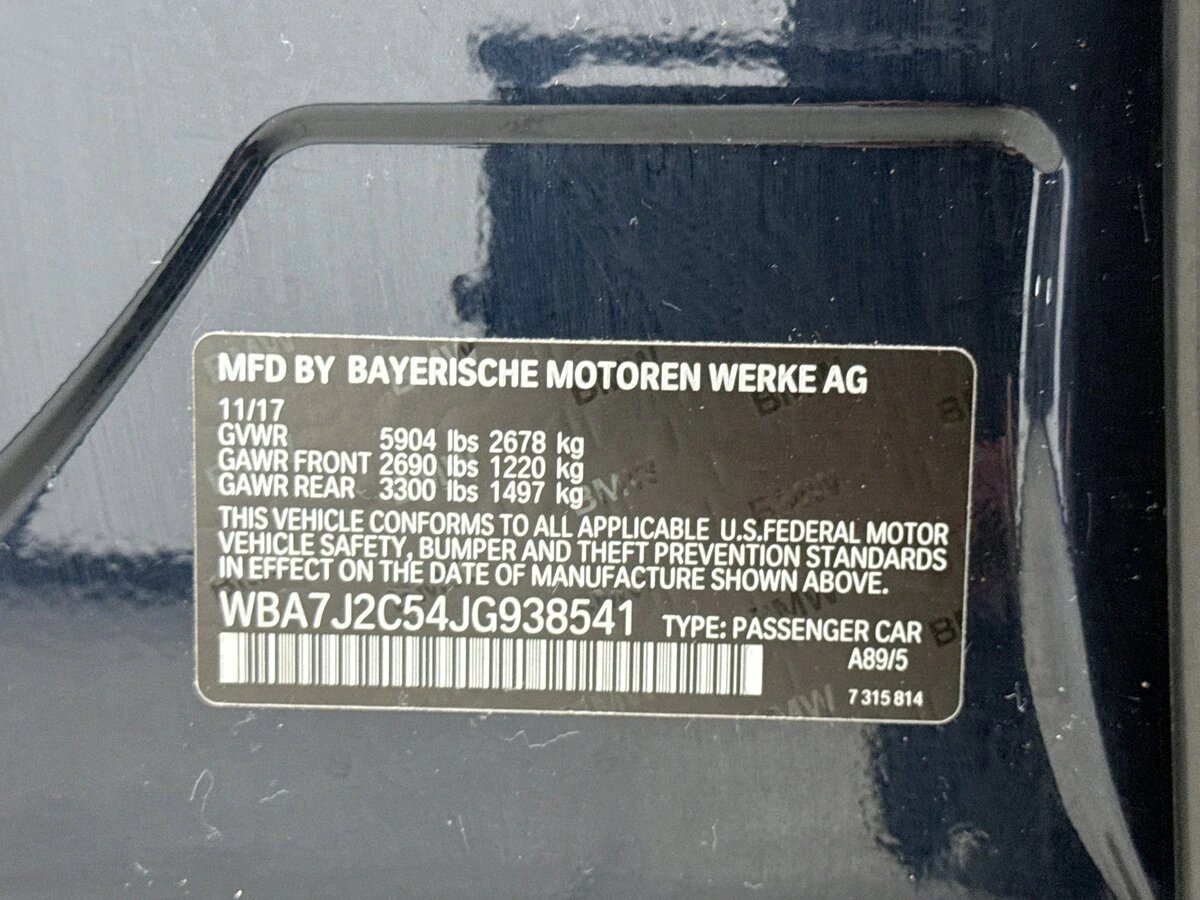 MFD BY BAYERISCHE MOTOREN WERKE AG
11/17
GVWR 5904 lbs 2678 kg
GAWR FRONT 2690 lbs 1220 kg
GAWR REAR 3300 lbs 1497 kg
THIS VEHICLE CONFORMS TO ALL APPLICABLE U.S.FEDERAL MOTOR
VEHICLE SAFETY, BUMPER AND THEFT PREVENTION STANDARDS
IN EFFECT ON THE DATE OF MANUFACTURE SHOWN ABOVE.
WBA7J2C54JG938541 TYPE: PASSENGER CAR
A89/5
7 315 814